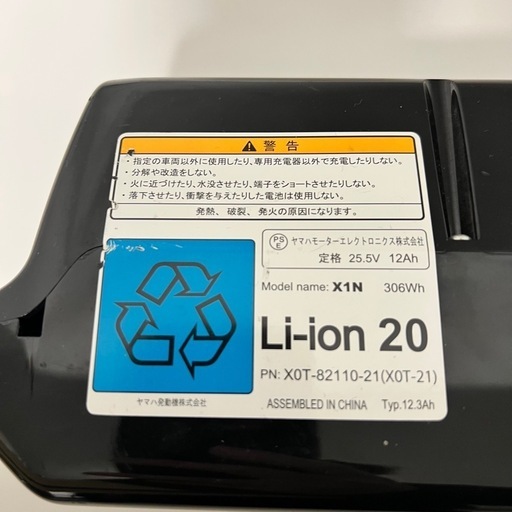 ⚠ 警告
・指定の車両以外に使用したり、専用充電器以外で充電したりしない。
・分解や改造をしない。
・火に近づけたり、水没させたり、端子をショートさせたりしない。
・落下させたり、衝撃を与えたりした電池は使用しない。
発熱、破裂、発火の原因になります。
PSE ヤマハモーターエレクトロニクス株式会社
定格 25.5V 12Ah
Model name: X1N 306Wh
Li-ion 20
PN: X0T-82110-21(X0T-21)
ヤマハ発動機株式会社
ASSEMBLED IN CHINA Typ.12.3Ah